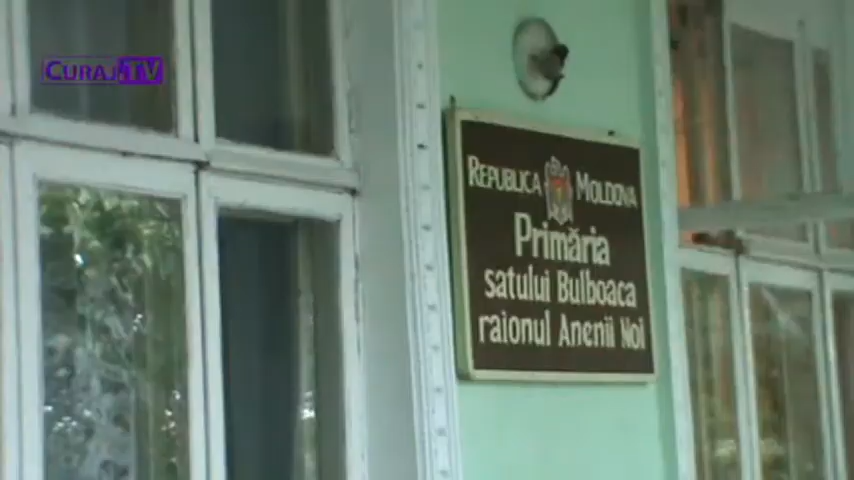 CURAJ TV
REPUBLICA MOLDOVA
Primăria
satului Bulboaca
raionul Anenii Noi